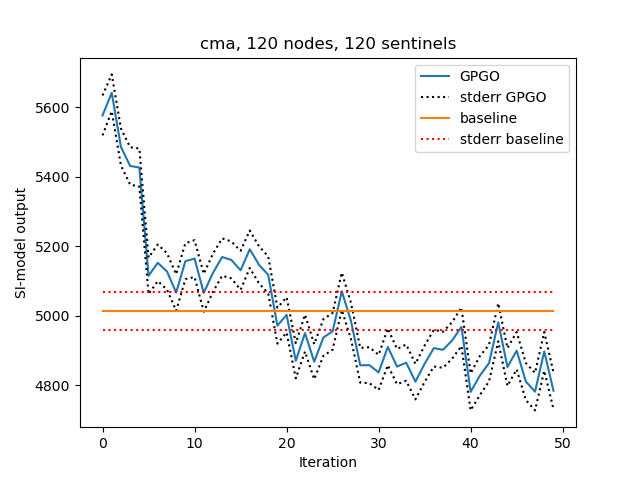 cma, 120 nodes, 120 sentinels
GPGO
stderr GPGO
baseline
stderr baseline
SI-model output
5600
5400
5200
5000
4800
0 10 20 30 40 50
Iteration